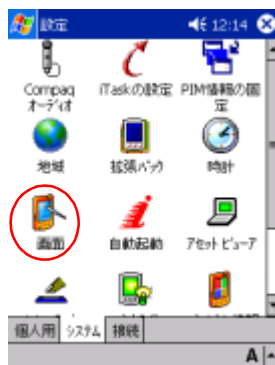 設定 12:14
Compaq オーディオ
iTaskの設定
PIM情報の固定
地域
拡張パック
時計
画面
自動起動
アセットビューア
個人用 システム 接続
A